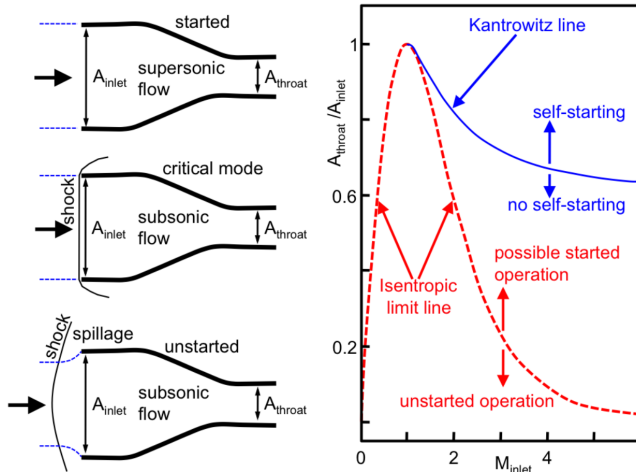 started
A_inlet
supersonic
flow
A_throat
critical mode
shock
A_inlet
subsonic
flow
A_throat
shock
spillage
unstarted
A_inlet
subsonic
flow
A_throat
A_throat /A_inlet
1
0.6
0.2
0
2
4
M_inlet
Kantrowitz line
self-starting
no self-starting
possible started
operation
Isentropic
limit line
unstarted operation